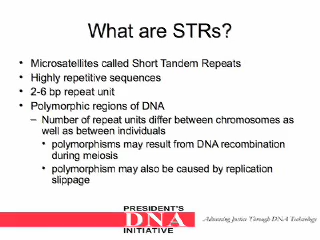 What are STRs?
• Microsatellites called Short Tandem Repeats
• Highly repetitive sequences
• 2-6 bp repeat unit
• Polymorphic regions of DNA
– Number of repeat units differ between chromosomes as
well as between individuals
• polymorphisms may result from DNA recombination
during meiosis
• polymorphism may also be caused by replication
slippage
PRESIDENT'S
DNA
INITIATIVE
Advancing Justice Through DNA Technology